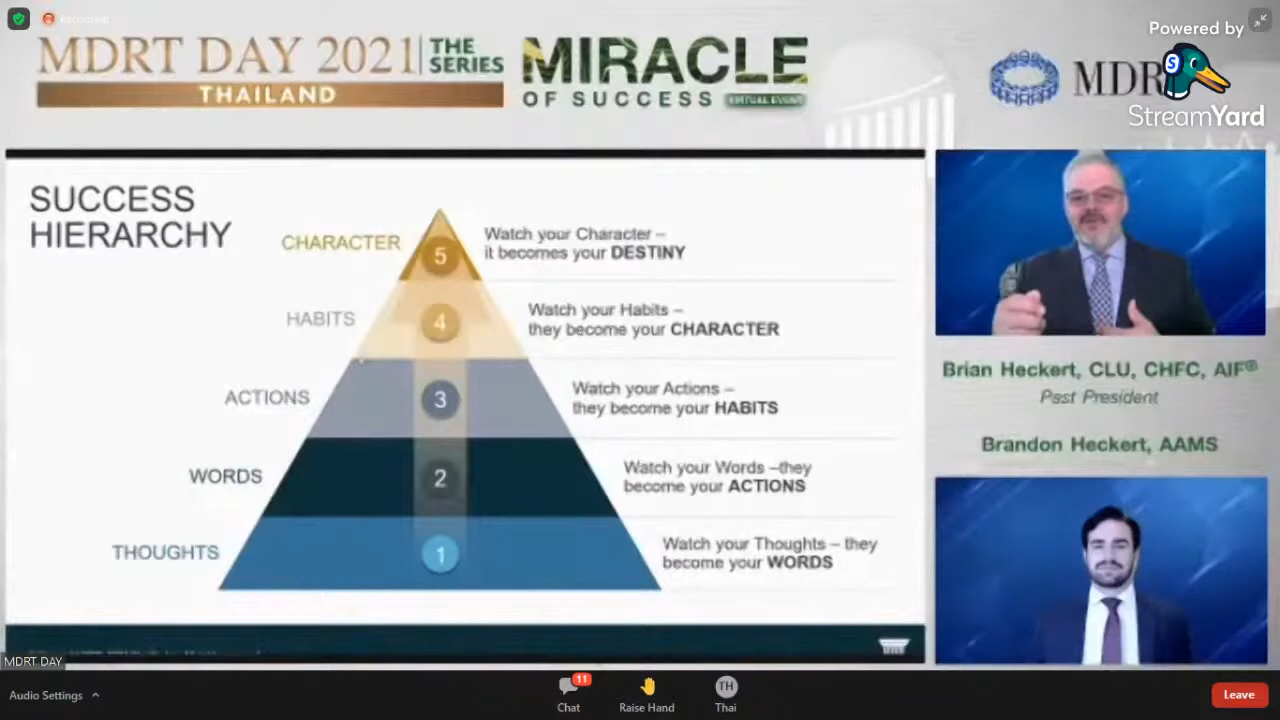 Recording
Powered by
MDRT DAY 2021 THE SERIES
THAILAND
MIRACLE
OF SUCCESS VIRTUAL EVENT
S
StreamYard
SUCCESS
HIERARCHY
CHARACTER
5
Watch your Character –
it becomes your DESTINY
HABITS
4
Watch your Habits –
they become your CHARACTER
ACTIONS
3
Watch your Actions –
they become your HABITS
WORDS
2
Watch your Words –they
become your ACTIONS
THOUGHTS
1
Watch your Thoughts – they
become your WORDS
Brian Heckert, CLU, CHFC, AIF®
Past President
Brandon Heckert, AAMS
MDRT DAY
Audio Settings
11
Chat
Raise Hand
TH
Thai
Leave